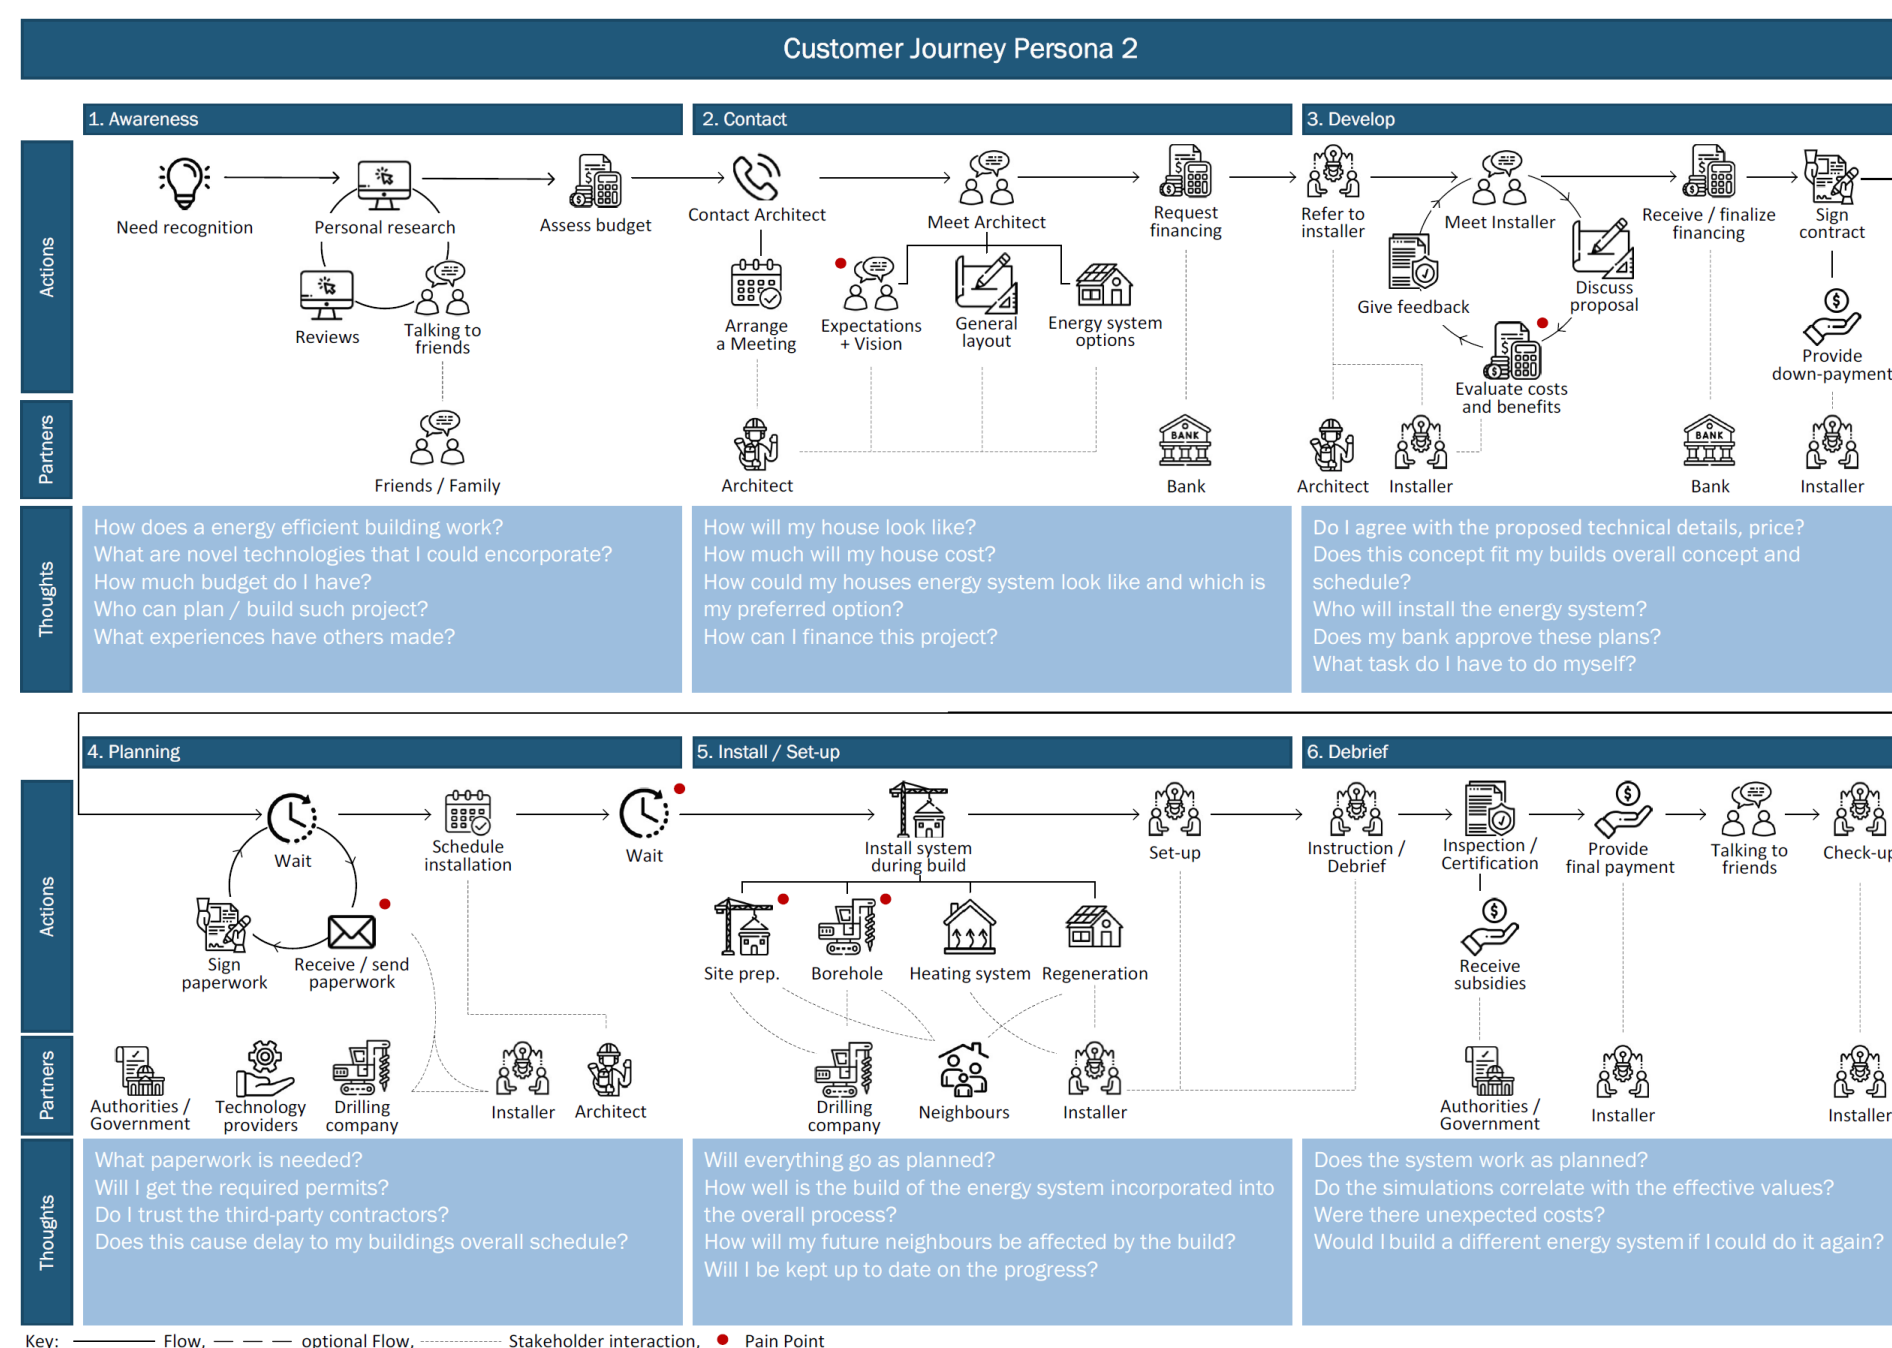 Customer Journey Persona 2
1. Awareness
2. Contact
3. Develop
Actions
Need recognition
Personal research
Reviews
Talking to
friends
Assess budget
Contact Architect
Arrange
a Meeting
Meet Architect
Expectations
+ Vision
General
layout
Energy system
options
Request
financing
Refer to
installer
Meet Installer
Discuss
proposal
Evaluate costs
and benefits
Give feedback
Receive / finalize
financing
Sign
contract
Provide
down-payment
Partners
Friends / Family
Architect
BANK
Bank
Architect
Installer
BANK
Bank
Installer
Thoughts
How does a energy efficient building work?
What are novel technologies that I could encorporate?
How much budget do I have?
Who can plan / build such project?
What experiences have others made?
How will my house look like?
How much will my house cost?
How could my houses energy system look like and which is
my preferred option?
How can I finance this project?
Do I agree with the proposed technical details, price?
Does this concept fit my builds overall concept and
schedule?
Who will install the energy system?
Does my bank approve these plans?
What task do I have to do myself?
4. Planning
5. Install / Set-up
6. Debrief
Actions
Wait
Sign
paperwork
Receive / send
paperwork
Schedule
installation
Wait
Install system
during build
Site prep.
Borehole
Heating system
Regeneration
Set-up
Instruction /
Debrief
Inspection /
Certification
Receive
subsidies
Provide
final payment
Talking to
friends
Check-up
Partners
Authorities /
Government
Technology
providers
Drilling
company
Installer
Architect
Drilling
company
Neighbours
Installer
Authorities /
Government
Installer
Installer
Thoughts
What paperwork is needed?
Will I get the required permits?
Do I trust the third-party contractors?
Does this cause delay to my buildings overall schedule?
Will everything go as planned?
How well is the build of the energy system incorporated into
the overall process?
How will my future neighbours be affected by the build?
Will I be kept up to date on the progress?
Does the system work as planned?
Do the simulations correlate with the effective values?
Were there unexpected costs?
Would I build a different energy system if I could do it again?
Key: Flow, optional Flow, Stakeholder interaction, Pain Point